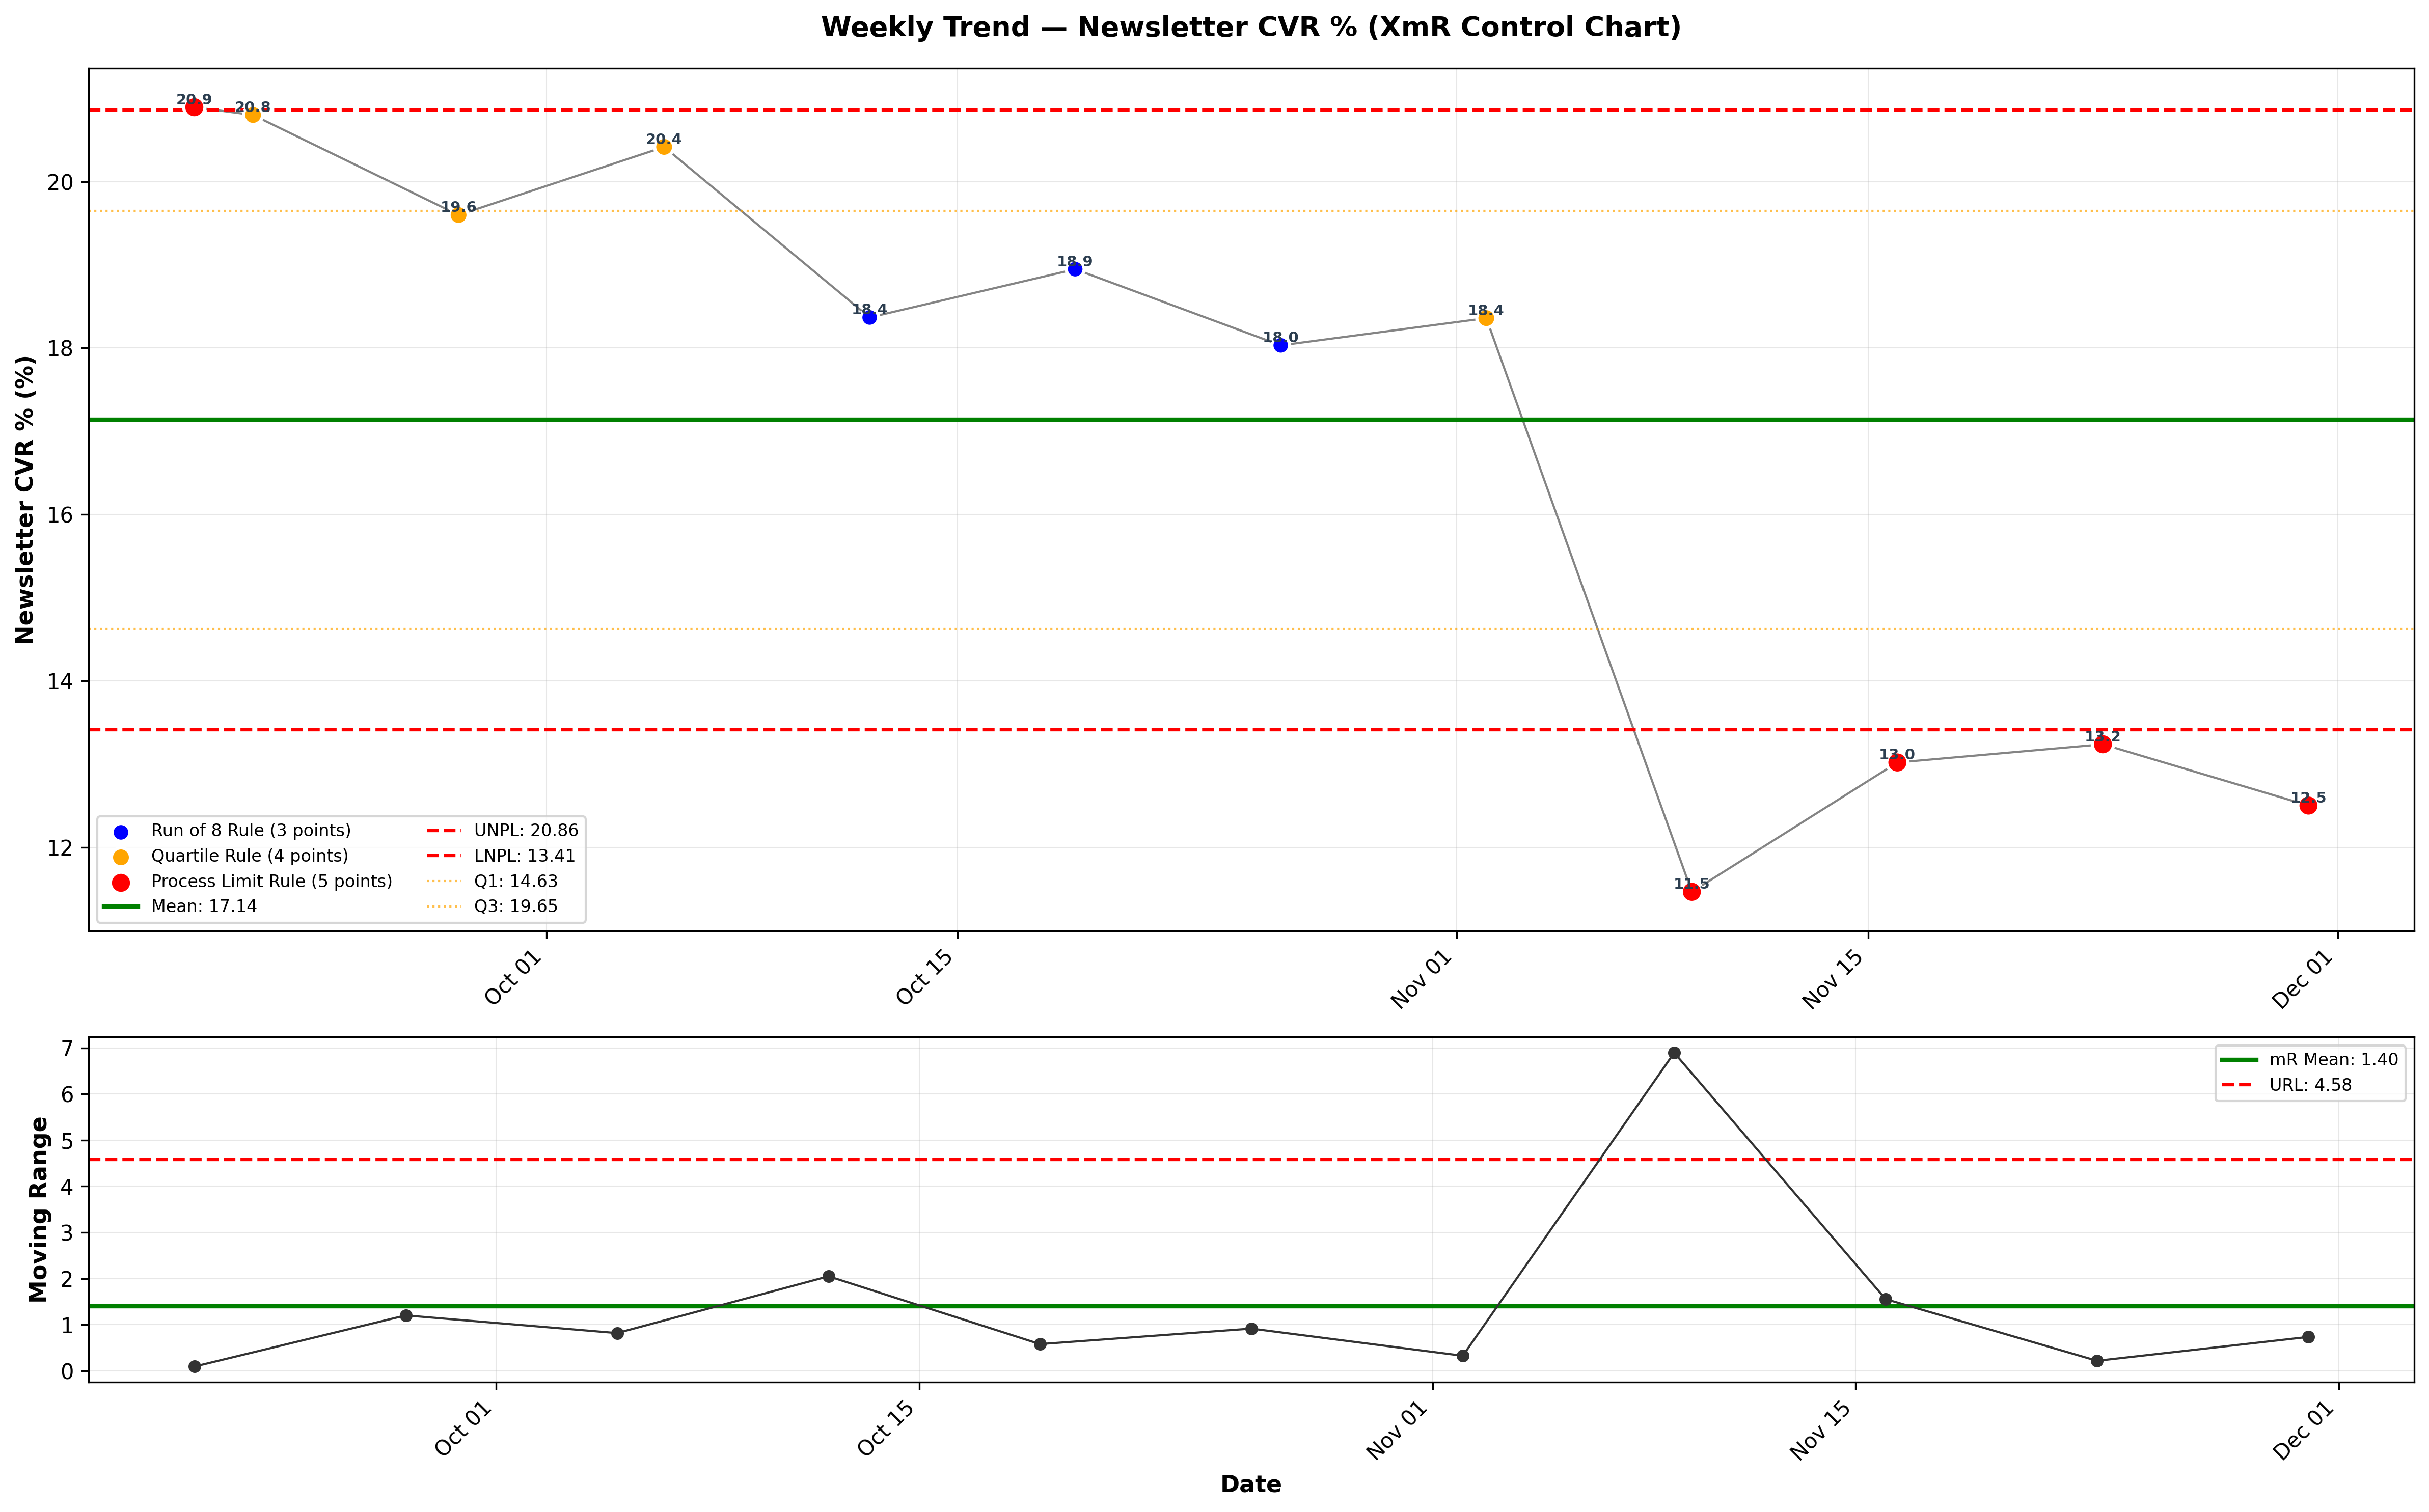 Weekly Trend — Newsletter CVR % (XmR Control Chart)
Newsletter CVR % (%)
20
18
16
14
12
20.9
20.8
19.6
20.4
18.4
18.9
18.0
18.4
11.5
13.0
13.2
12.5
Run of 8 Rule (3 points)
Quartile Rule (4 points)
Process Limit Rule (5 points)
Mean: 17.14
UNPL: 20.86
LNPL: 13.41
Q1: 14.63
Q3: 19.65
Oct 01
Oct 15
Nov 01
Nov 15
Dec 01
Moving Range
7
6
5
4
3
2
1
0
mR Mean: 1.40
URL: 4.58
Oct 01
Oct 15
Nov 01
Nov 15
Dec 01
Date